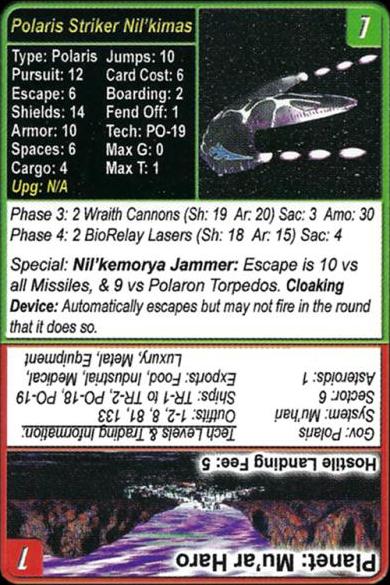 Polaris Striker Nil'kimas
1
Type: Polaris Jumps: 10
Pursuit: 12 Card Cost: 6
Escape: 6 Boarding: 2
Shields: 14 Fend Off: 1
Armor: 10 Tech: PO-19
Spaces: 6 Max G: 0
Cargo: 4 Max T: 1
Upg: N/A
Phase 3: 2 Wraith Cannons (Sh: 19 Ar: 20) Sac: 3 Amo: 30
Phase 4: 2 BioRelay Lasers (Sh: 18 Ar: 15) Sac: 4
Special: Nil'kemorya Jammer: Escape is 10 vs
all Missiles, & 9 vs Polaron Torpedos. Cloaking
Device: Automatically escapes but may not fire in the round
that it does so.
1
Planet: Mu'ar Haro
Hostile Landing Fee: 5
Gov: Polaris
System: Mu'hari
Sector: 6
Asteroids: 1
Tech Levels & Trading Information:
Outfits: 1-2, 8, 81, 133
Ships: TR-1 to TR-2, PO-18, PO-19
Exports: Food, Industrial, Medical,
Luxury, Metal, Equipment